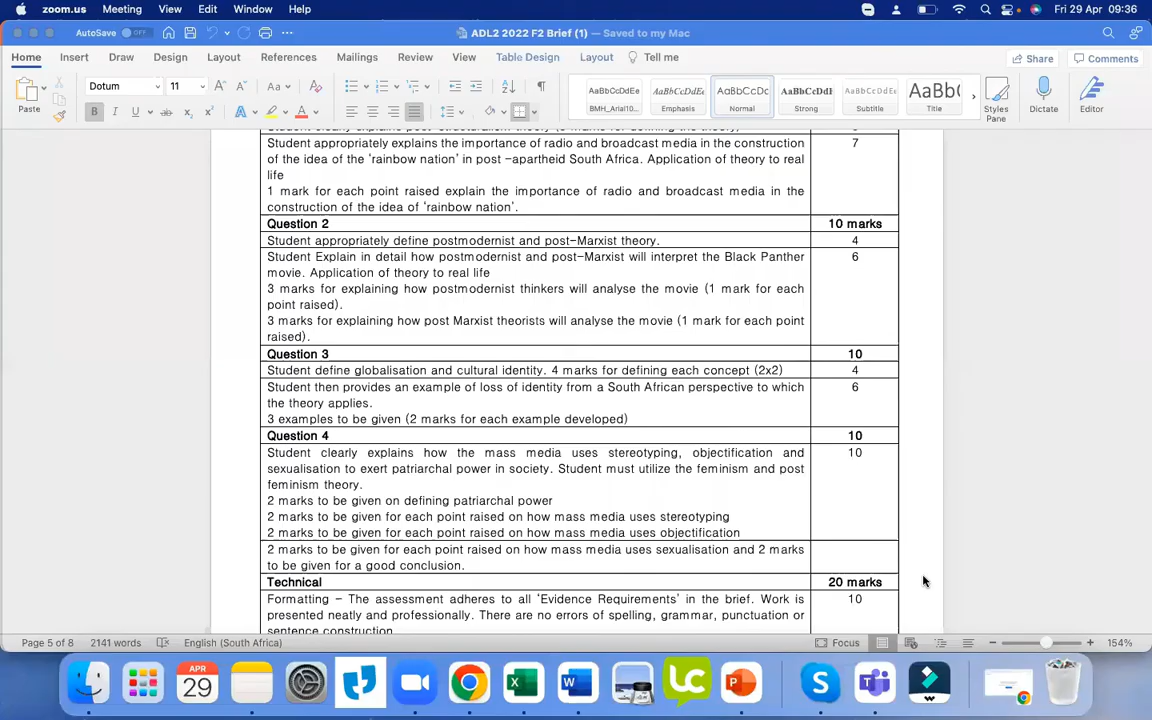 zoom.us Meeting View Edit Help Window Fri 29 Apr 09:36
AutoSave OFF ADL2 2022 F2 Brief (1) — Saved to my Mac
Home Insert Draw Design Layout References Mailings Review View Table Design Layout Tell me Share Comments
Paste Datum 11 Aa B I U x x A A AaBbCcDdEe BMH_Arial10... AaBbCcDdEe Emphasis AaBbCcDc Normal AaBbCcDd Strong AaBbCcDdEe Subtitle AaBb( Title Styles Pane Dictate Editor
Student appropriately explains the importance of radio and broadcast media in the construction 7
of the idea of the 'rainbow nation' in post -apartheid South Africa. Application of theory to real
life
1 mark for each point raised explain the importance of radio and broadcast media in the
construction of the idea of 'rainbow nation'.
Question 2 10 marks
Student appropriately define postmodernist and post-Marxist theory. 4
Student Explain in detail how postmodernist and post-Marxist will interpret the Black Panther 6
movie. Application of theory to real life
3 marks for explaining how postmodernist thinkers will analyse the movie (1 mark for each
point raised).
3 marks for explaining how post Marxist theorists will analyse the movie (1 mark for each point
raised).
Question 3 10
Student define globalisation and cultural identity. 4 marks for defining each concept (2x2) 4
Student then provides an example of loss of identity from a South African perspective to which 6
the theory applies.
3 examples to be given (2 marks for each example developed)
Question 4 10
Student clearly explains how the mass media uses stereotyping, objectification and 10
sexualisation to exert patriarchal power in society. Student must utilize the feminism and post
feminism theory.
2 marks to be given on defining patriarchal power
2 marks to be given for each point raised on how mass media uses stereotyping
2 marks to be given for each point raised on how mass media uses objectification
2 marks to be given for each point raised on how mass media uses sexualisation and 2 marks
to be given for a good conclusion.
Technical 20 marks
Formatting – The assessment adheres to all 'Evidence Requirements' in the brief. Work is 10
presented neatly and professionally. There are no errors of spelling, grammar, punctuation or
sentence construction.
Page 5 of 8 2141 words English (South Africa) Focus 154%
APR
29